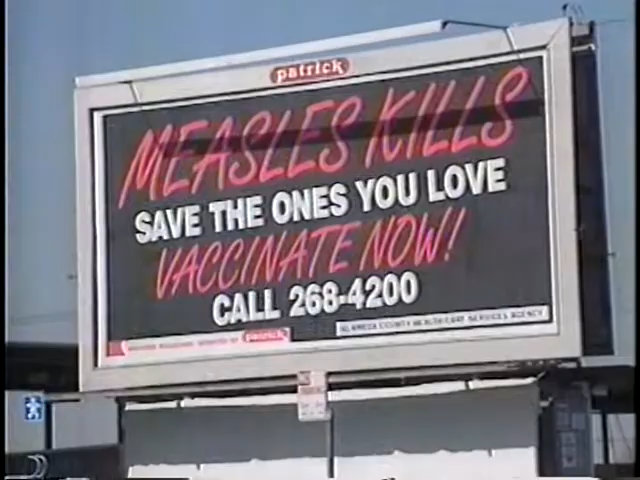 patrick
MEASLES KILLS
SAVE THE ONES YOU LOVE
VACCINATE NOW!
CALL 268-4200
patrick
ALAMEDA COUNTY HEALTH CARE SERVICES AGENCY